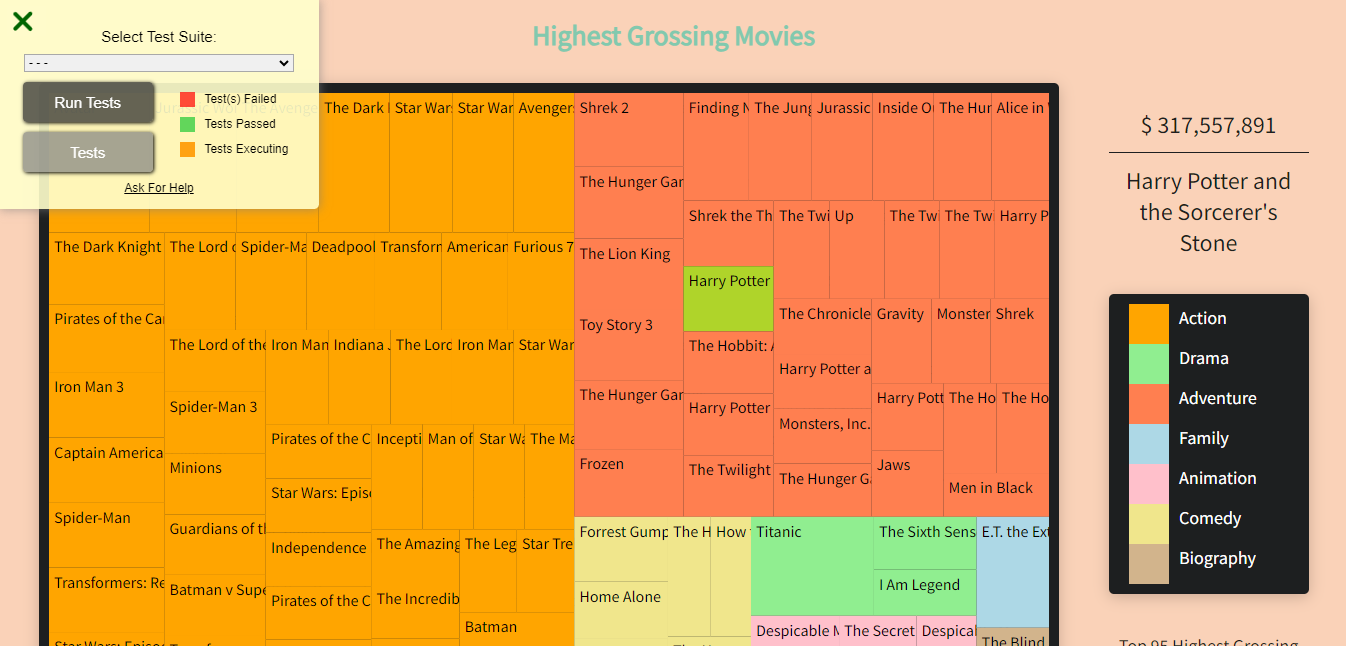 Select Test Suite:
- - -
Run Tests
Tests
Test(s) Failed
Tests Passed
Tests Executing
Ask For Help
Highest Grossing Movies
The Dark
Star War
Star War
Avenger
Shrek 2
Finding N
The Jung
Jurassic
Inside O
The Hur
Alice in
The Hunger Gar
Shrek the Th
The Twi
Up
The Twi
The Tw
Harry P
The Dark Knight
The Lord
Spider-Ma
Deadpool
Transform
American
Furious 7
The Lion King
Harry Potter
Pirates of the Car
Toy Story 3
The Chronicle
Gravity
Monster
Shrek
The Lord of the
Iron Man
Indiana J
The Lord
Iron Man
Star War
The Hobbit: A
Harry Potter a
Iron Man 3
Spider-Man 3
The Hunger Gar
Harry Potter
Harry Pott
The Ho
The Ho
Captain America
Minions
Pirates of the C
Incepti
Man of
Star Wa
The Ma
Monsters, Inc.
Frozen
The Twilight
The Hunger Ga
Jaws
Men in Black
Star Wars: Episo
Spider-Man
Guardians of th
Independence
The Amazing
The Leg
Star Tre
Forrest Gump
The H
How
Titanic
The Sixth Sens
E.T. the Ext
Transformers: Re
Batman v Supe
Pirates of the C
The Incredib
Batman
Home Alone
I Am Legend
Despicable M
The Secret
Despical
The Blind
Star Wars: Episod
$ 317,557,891
Harry Potter and
the Sorcerer's
Stone
Action
Drama
Adventure
Family
Animation
Comedy
Biography
Top 95 Highest Grossing